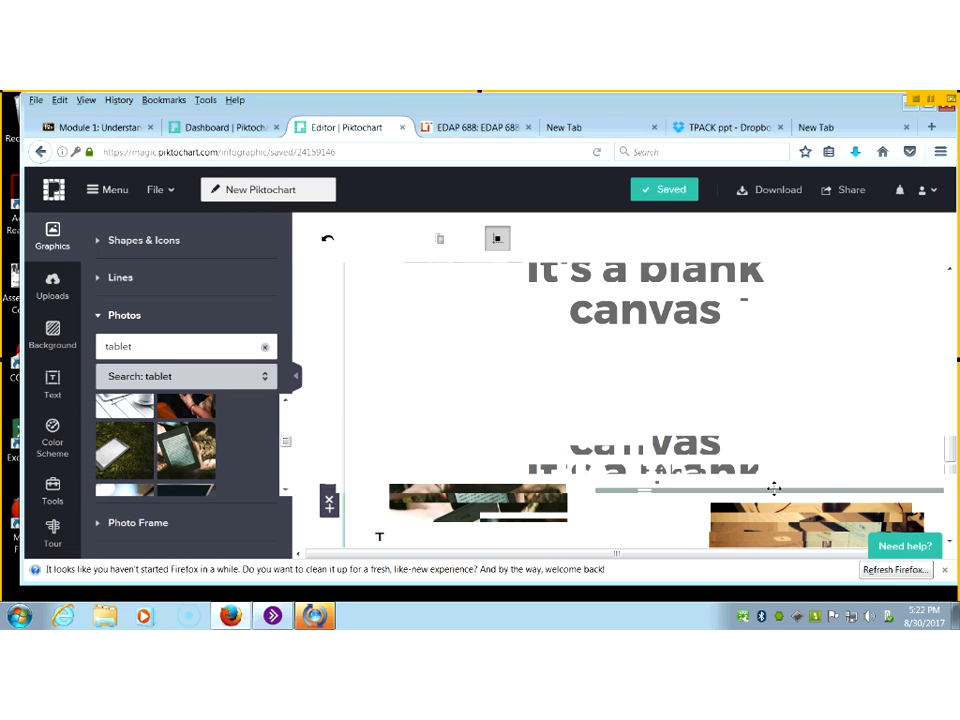 File Edit View History Bookmarks Tools Help
Module 1: Understan × Dashboard | Piktocha × Editor | Piktochart × EDAP 688: EDAP 688: × New Tab × TPACK ppt - Dropbo × New Tab × +
https://magic.piktochart.com/infographic/saved/24159146 Search
Menu File New Piktochart Saved Download Share
Graphics
Uploads
Background
Text
Color
Scheme
Tools
Tour
Shapes & Icons
Lines
Photos
tablet
Search: tablet
Photo Frame
It's a blank
canvas
canvas
It's a blank
T
Need help?
It looks like you haven't started Firefox in a while. Do you want to clean it up for a fresh, like-new experience? And by the way, welcome back! Refresh Firefox... ×
5:22 PM
8/30/2017